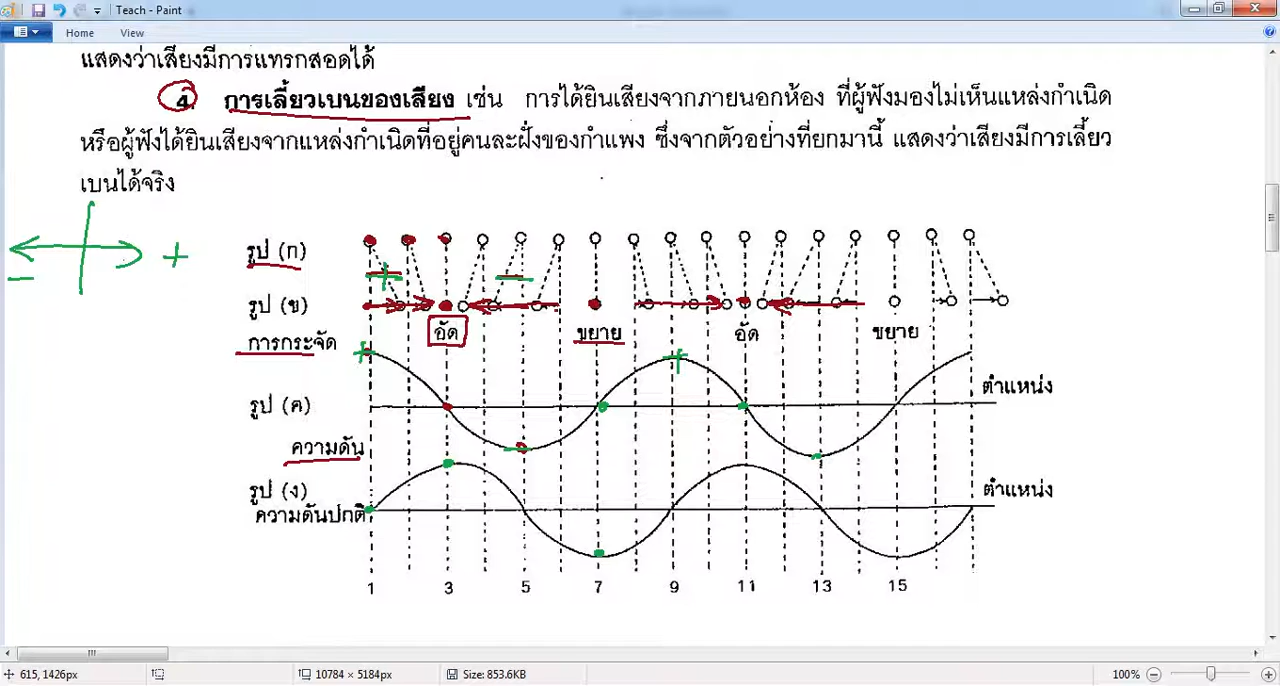 Teach - Paint
Home View
แสดงว่าเสียงมีการแทรกสอดได้
4. การเลี้ยวเบนของเสียง เช่น การได้ยินเสียงจากภายนอกห้อง ที่ผู้ฟังมองไม่เห็นแหล่งกำเนิด
หรือผู้ฟังได้ยินเสียงจากแหล่งกำเนิดที่อยู่คนละฝั่งของกำแพง ซึ่งจากตัวอย่างที่ยกมานี้ แสดงว่าเสียงมีการเลี้ยว
เบนได้จริง
รูป (ก)
+ −
− +
รูป (ข)
อัด ขยาย อัด ขยาย
การกระจัด
+ +
ตำแหน่ง
รูป (ค)
−
ความดัน
รูป (ง) ตำแหน่ง
ความดันปกติ
1 3 5 7 9 11 13 15
615, 1426px 10784 × 5184px Size: 853.6KB 100%